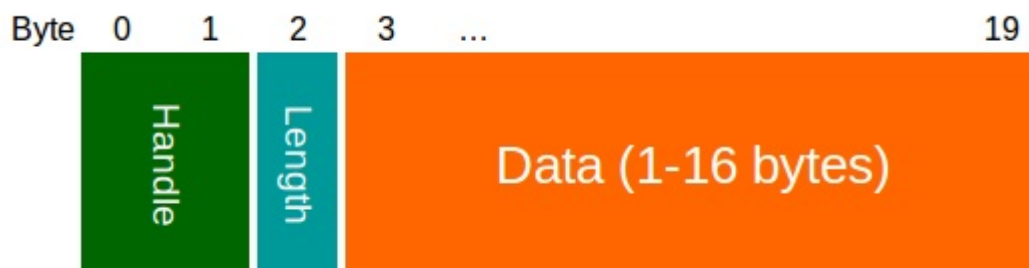 Byte 0 1 2 3 ... 19
Handle
Length
Data (1-16 bytes)